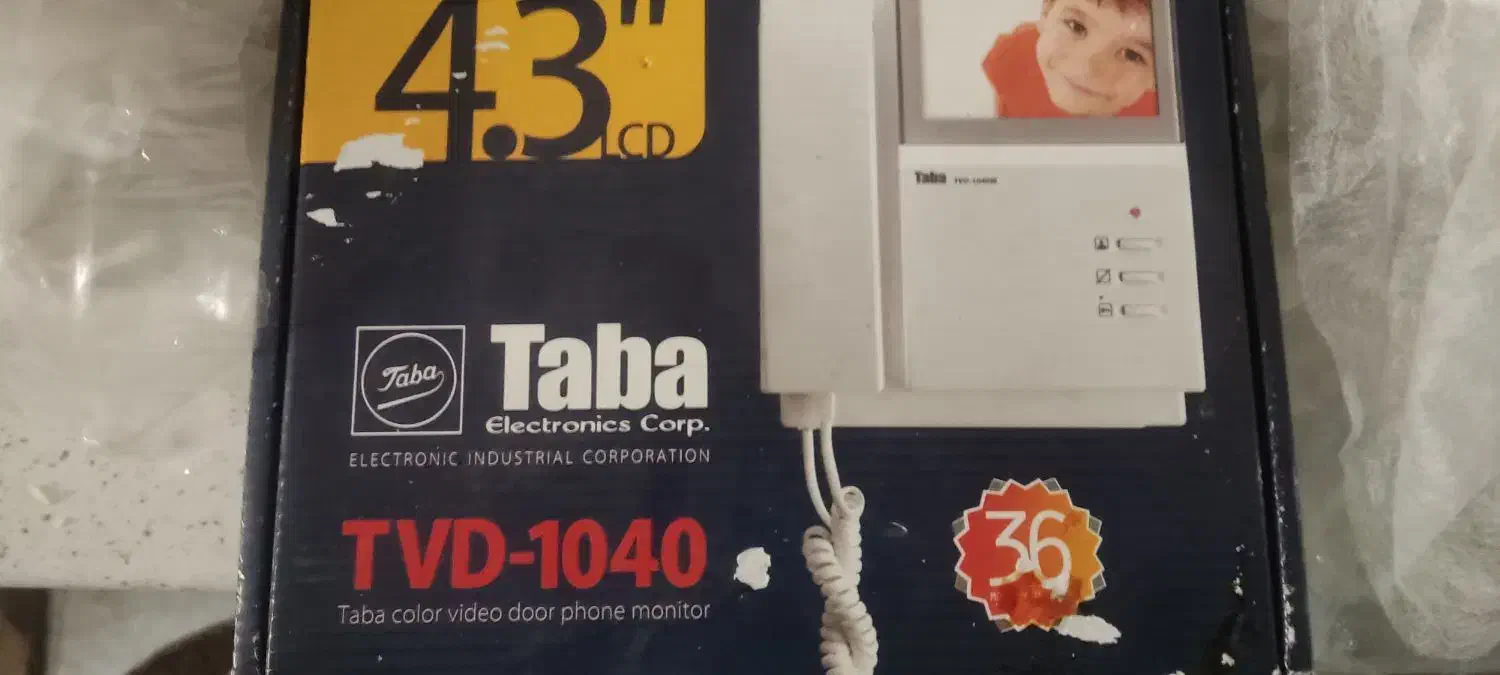 4.3"
LCD
Taba
Taba
Taba
Electronics Corp.
ELECTRONIC INDUSTRIAL CORPORATION
TVD-1040
Taba color video door phone monitor
36